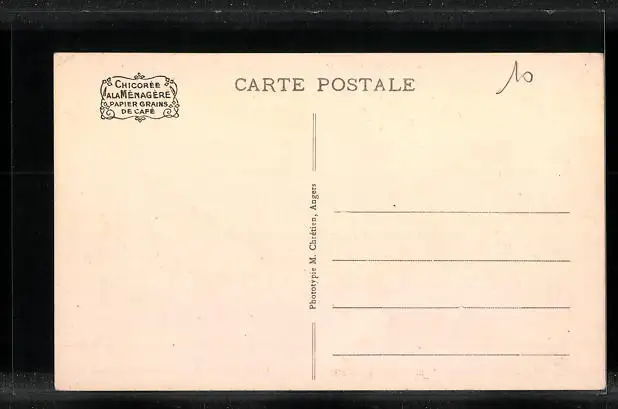 CHICORÉE
A LA MÉNAGÈRE
PAPIER GRAINS
DE CAFÉ
CARTE POSTALE
10
Phototypie M. Chrétien, Angers